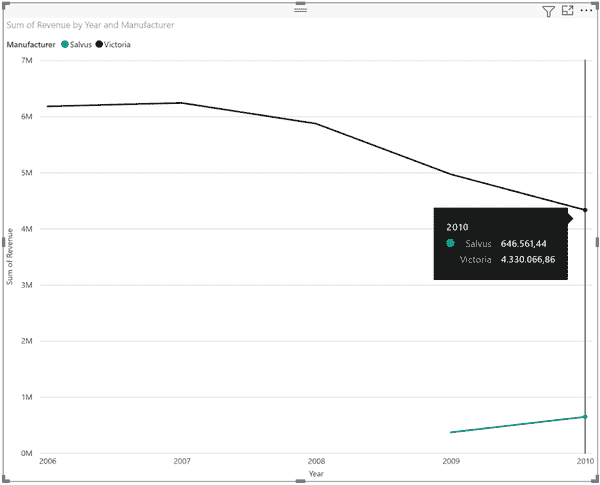 Sum of Revenue by Year and Manufacturer
Manufacturer Salvus Victoria
7M
6M
5M
4M
3M
2M
1M
0M
Sum of Revenue
2010
Salvus 646.561,44
Victoria 4.330.066,86
2006 2007 2008 2009 2010
Year